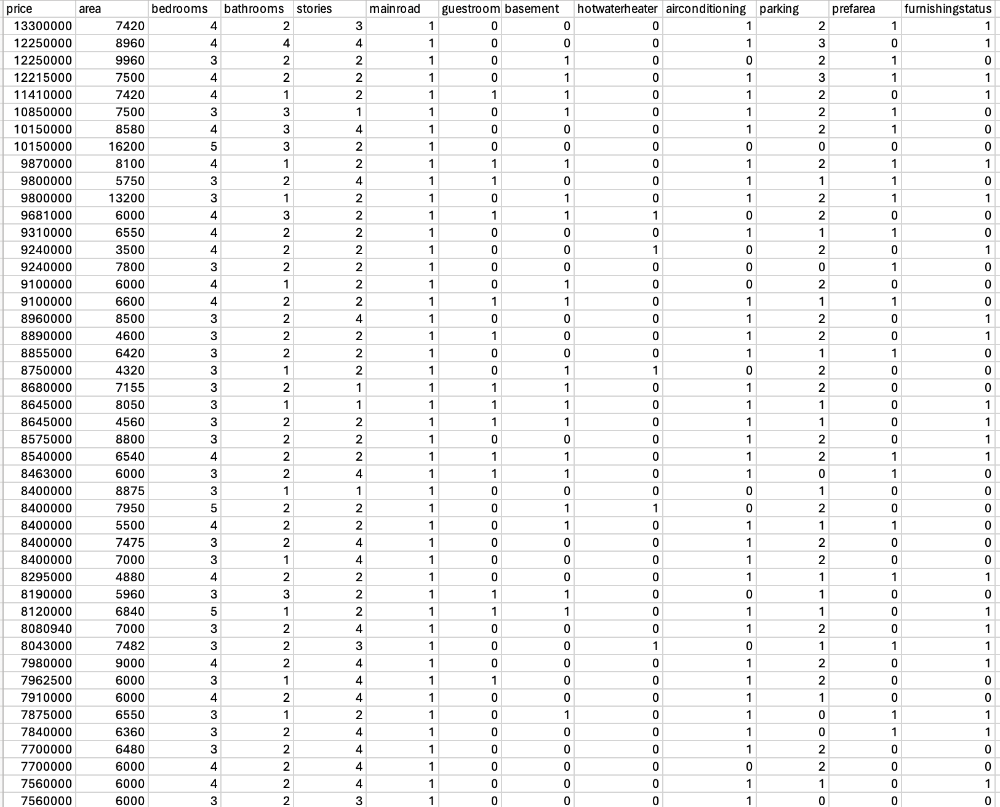 price area bedrooms bathrooms stories mainroad guestroom basement hotwaterheater airconditioning parking prefarea furnishingstatus
13300000 7420 4 2 3 1 0 0 0 1 2 1 1
12250000 8960 4 4 4 1 0 0 0 1 3 0 1
12250000 9960 3 2 2 1 0 1 0 0 2 1 0
12215000 7500 4 2 2 1 0 1 0 1 3 1 1
11410000 7420 4 1 2 1 1 1 0 1 2 0 1
10850000 7500 3 3 1 1 0 1 0 1 2 1 0
10150000 8580 4 3 4 1 0 0 0 1 2 1 0
10150000 16200 5 3 2 1 0 0 0 0 0 0 0
9870000 8100 4 1 2 1 1 1 0 1 2 1 1
9800000 5750 3 2 4 1 1 0 0 1 1 1 0
9800000 13200 3 1 2 1 0 1 0 1 2 1 1
9681000 6000 4 3 2 1 1 1 1 0 2 0 0
9310000 6550 4 2 2 1 0 0 0 1 1 1 0
9240000 3500 4 2 2 1 0 0 1 0 2 0 1
9240000 7800 3 2 2 1 0 0 0 0 0 1 0
9100000 6000 4 1 2 1 0 1 0 0 2 0 0
9100000 6600 4 2 2 1 1 1 0 1 1 1 0
8960000 8500 3 2 4 1 0 0 0 1 2 0 1
8890000 4600 3 2 2 1 1 0 0 1 2 0 1
8855000 6420 3 2 2 1 0 0 0 1 1 1 0
8750000 4320 3 1 2 1 0 1 1 0 2 0 0
8680000 7155 3 2 1 1 1 1 0 1 2 0 0
8645000 8050 3 1 1 1 1 1 0 1 1 0 1
8645000 4560 3 2 2 1 1 1 0 1 1 0 1
8575000 8800 3 2 2 1 0 0 0 1 2 0 1
8540000 6540 4 2 2 1 1 1 0 1 2 1 1
8463000 6000 3 2 4 1 1 1 0 1 0 1 0
8400000 8875 3 1 1 1 0 0 0 0 1 0 0
8400000 7950 5 2 2 1 0 1 1 0 2 0 0
8400000 5500 4 2 2 1 0 1 0 1 1 1 0
8400000 7475 3 2 4 1 0 0 0 1 2 0 0
8400000 7000 3 1 4 1 0 0 0 1 2 0 0
8295000 4880 4 2 2 1 0 0 0 1 1 1 1
8190000 5960 3 3 2 1 1 1 0 0 1 0 0
8120000 6840 5 1 2 1 1 1 0 1 1 0 1
8080940 7000 3 2 4 1 0 0 0 1 2 0 1
8043000 7482 3 2 3 1 0 0 1 0 1 1 1
7980000 9000 4 2 4 1 0 0 0 1 2 0 1
7962500 6000 3 1 4 1 1 0 0 1 2 0 0
7910000 6000 4 2 4 1 0 0 0 1 1 0 0
7875000 6550 3 1 2 1 0 1 0 1 0 1 1
7840000 6360 3 2 4 1 0 0 0 1 0 1 1
7700000 6480 3 2 4 1 0 0 0 1 2 0 0
7700000 6000 4 2 4 1 0 0 0 0 2 0 0
7560000 6000 4 2 4 1 0 0 0 1 1 0 1
7560000 6000 3 2 3 1 0 0 0 1 0 0 0